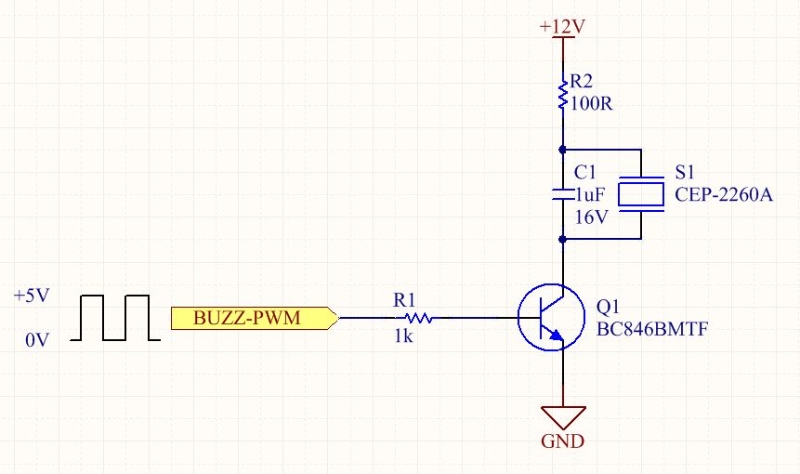 +12V
R2
100R
C1
1uF
16V
S1
CEP-2260A
+5V
0V
BUZZ-PWM
R1
1k
Q1
BC846BMTF
GND